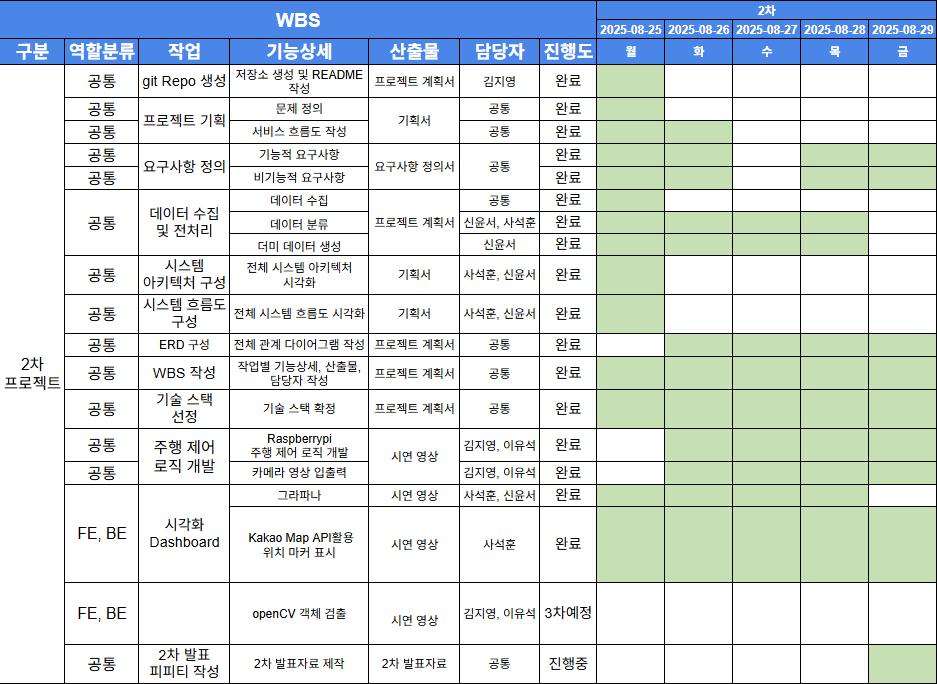 WBS
2차
2025-08-25 2025-08-26 2025-08-27 2025-08-28 2025-08-29
구분 역할분류 작업 기능상세 산출물 담당자 진행도 월 화 수 목 금
2차
프로젝트
공통 git Repo 생성 저장소 생성 및 README
작성 프로젝트 계획서 김지영 완료
공통 프로젝트 기획 문제 정의 기획서 공통 완료
공통 서비스 흐름도 작성 공통 완료
공통 요구사항 정의 기능적 요구사항 요구사항 정의서 공통 완료
공통 비기능적 요구사항 완료
공통 데이터 수집
및 전처리 데이터 수집 프로젝트 계획서 공통 완료
데이터 분류 신윤서, 사석훈 완료
더미 데이터 생성 신윤서 완료
공통 시스템
아키텍처 구성 전체 시스템 아키텍처
시각화 기획서 사석훈, 신윤서 완료
공통 시스템 흐름도
구성 전체 시스템 흐름도 시각화 기획서 사석훈, 신윤서 완료
공통 ERD 구성 전체 관계 다이어그램 작성 프로젝트 계획서 공통 완료
공통 WBS 작성 작업별 기능상세, 산출물,
담당자 작성 프로젝트 계획서 공통 완료
공통 기술 스택
선정 기술 스택 확정 프로젝트 계획서 공통 완료
공통 주행 제어
로직 개발 Raspberrypi
주행 제어 로직 개발 시연 영상 김지영, 이유석 완료
공통 카메라 영상 입출력 김지영, 이유석 완료
FE, BE 시각화
Dashboard 그라파나 시연 영상 사석훈, 신윤서 완료
Kakao Map API활용
위치 마커 표시 시연 영상 사석훈 완료
FE, BE openCV 객체 검출 시연 영상 김지영, 이유석 3차예정
공통 2차 발표
피피티 작성 2차 발표자료 제작 2차 발표자료 공통 진행중